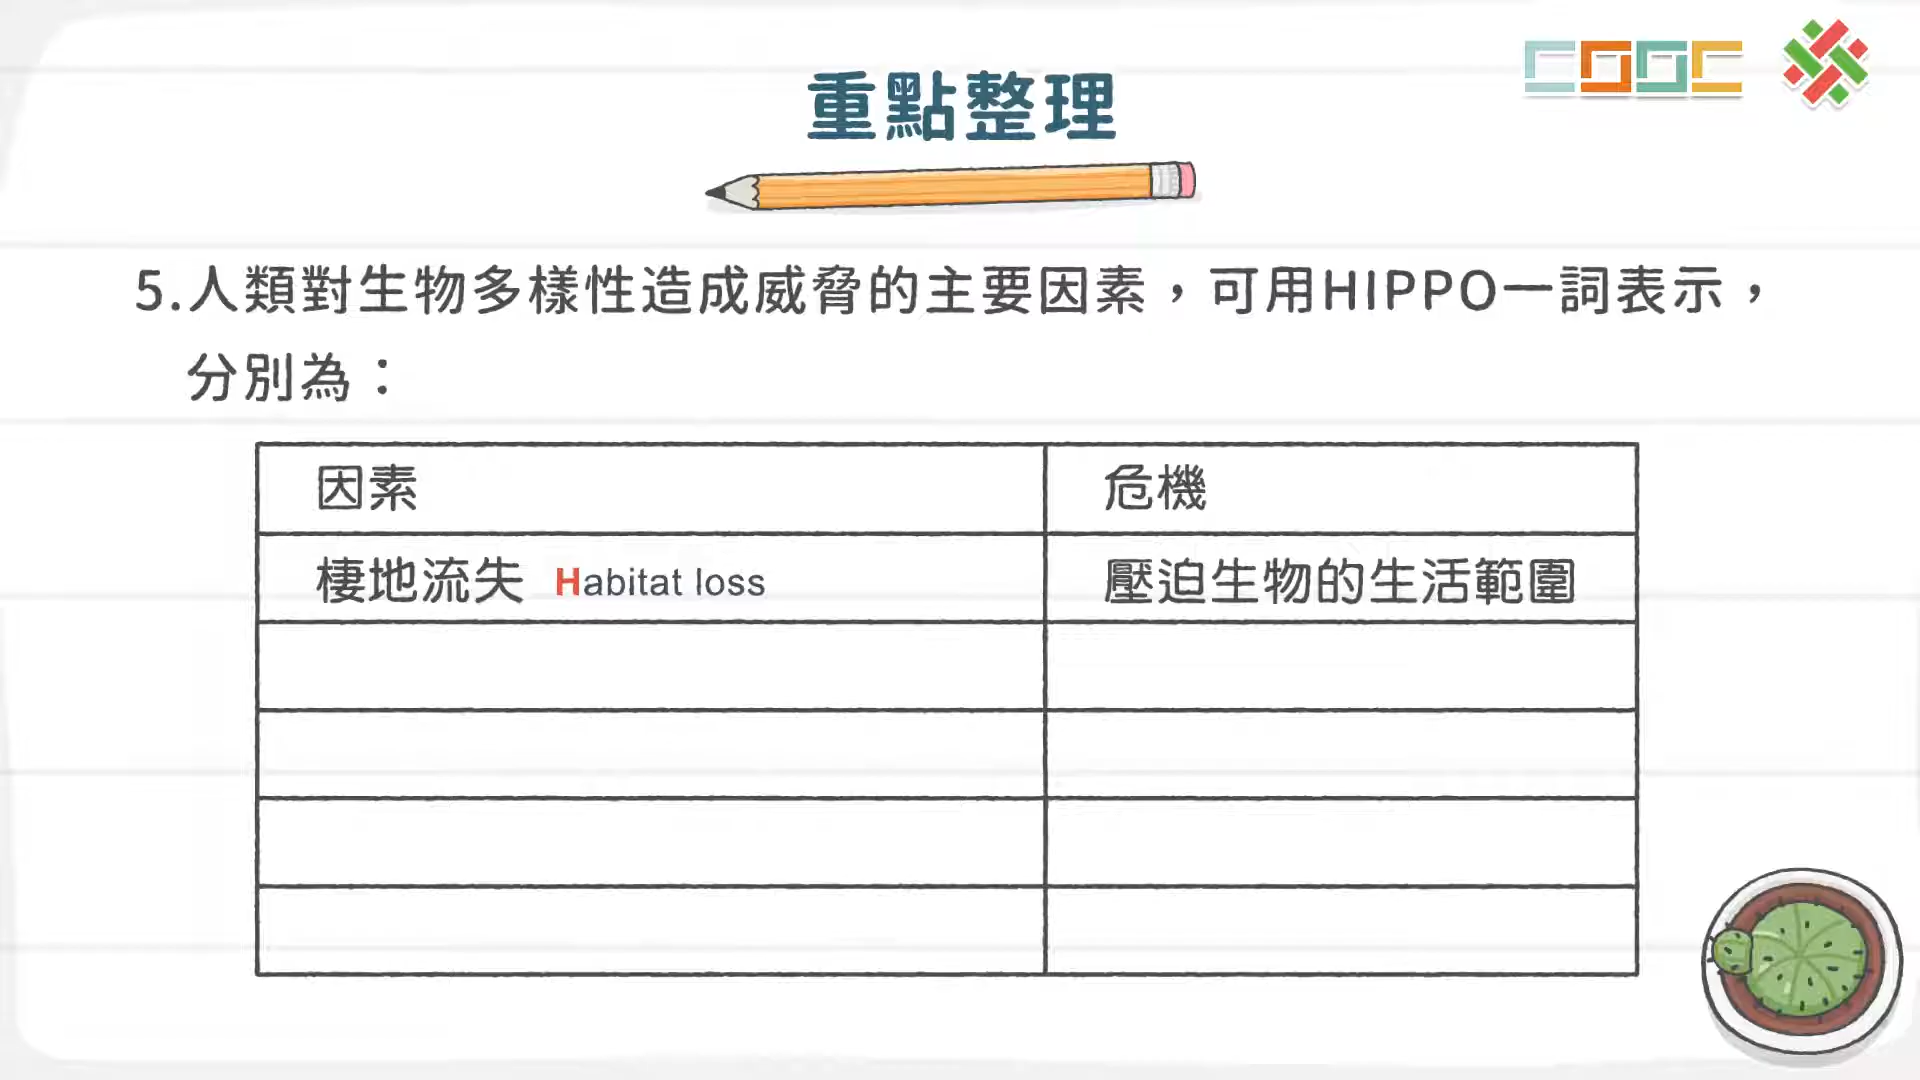 COOC
重點整理
5.人類對生物多樣性造成威脅的主要因素，可用HIPPO一詞表示，
分別為：
因素 危機
棲地流失 Habitat loss 壓迫生物的生活範圍